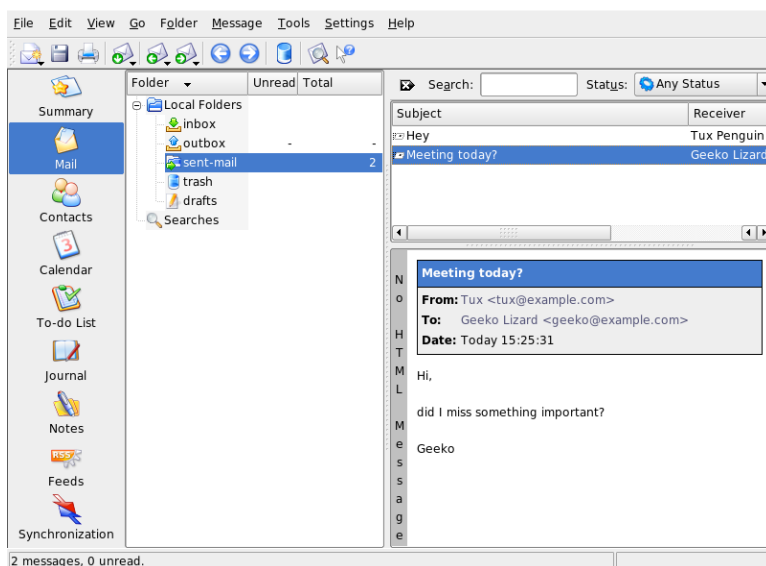 File Edit View Go Folder Message Tools Settings Help
Summary
Mail
Contacts
3
Calendar
To-do List
Journal
Notes
RSS
Feeds
Synchronization
Folder Unread Total
Local Folders
inbox
outbox - -
sent-mail 2
trash
drafts
Searches
Search: Status: Any Status
Subject Receiver
Hey Tux Penguin
Meeting today? Geeko Lizard
No HTML Message
Meeting today?
From: Tux <tux@example.com>
To: Geeko Lizard <geeko@example.com>
Date: Today 15:25:31
Hi,
did I miss something important?
Geeko
2 messages, 0 unread.